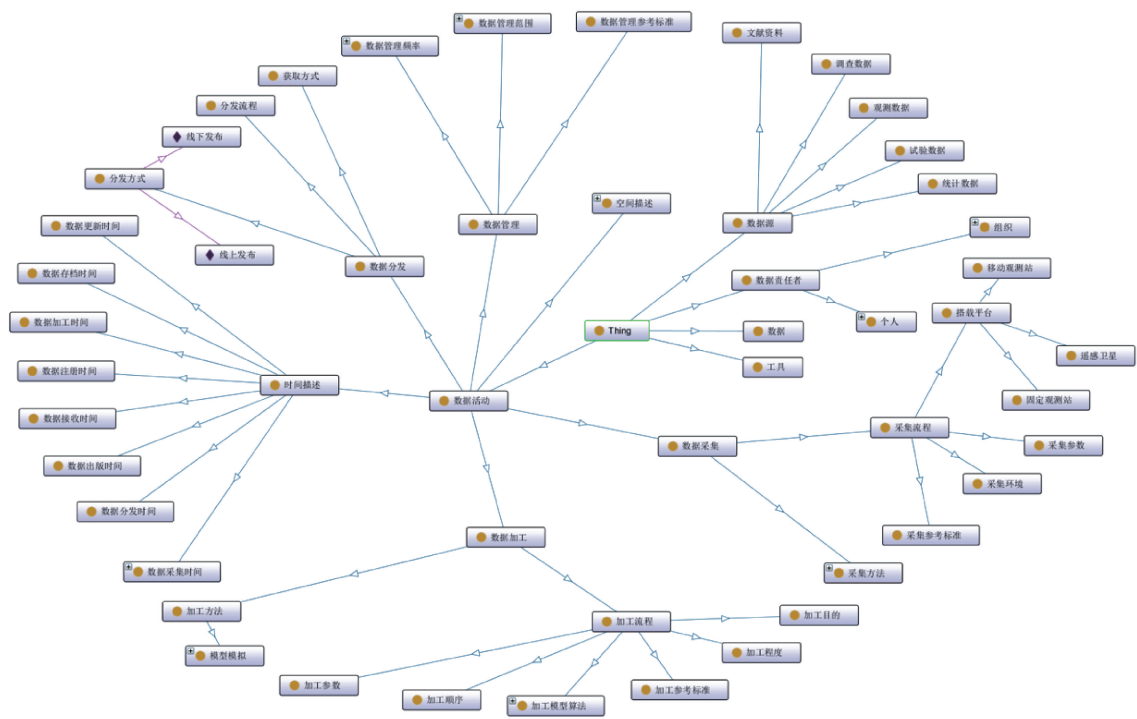 数据管理范围
数据管理参考标准
文献资料
数据管理频率
调查数据
获取方式
分发流程
观测数据
线下发布
试验数据
分发方式
统计数据
空间描述
数据更新时间
数据管理
数据源
组织
线上发布
数据分发
移动观测站
数据存档时间
数据责任者
搭载平台
数据加工时间
Thing
数据
个人
遥感卫星
数据注册时间
工具
时间描述
数据活动
固定观测站
数据接收时间
采集流程
数据采集
采集参数
数据出版时间
采集环境
数据分发时间
数据加工
采集参考标准
数据采集时间
采集方法
加工方法
加工流程
加工目的
模型模拟
加工程度
加工参数
加工顺序
加工模型算法
加工参考标准